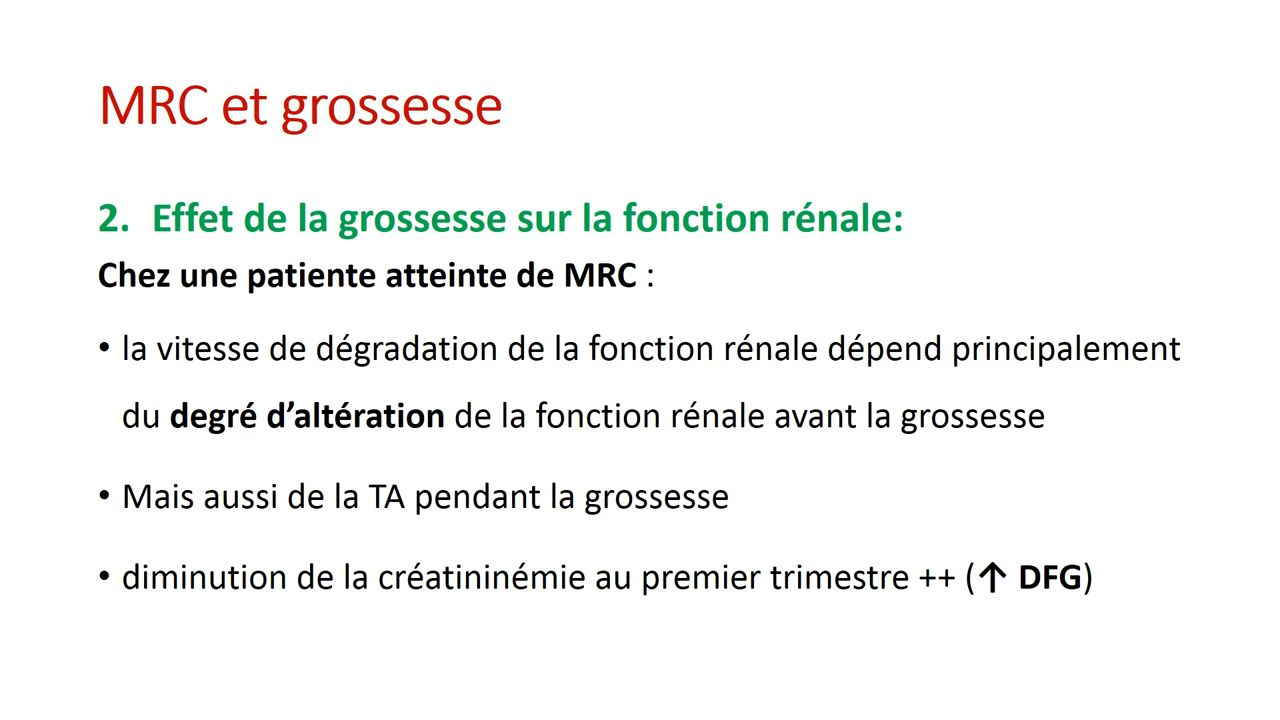 MRC et grossesse
2. Effet de la grossesse sur la fonction rénale:
Chez une patiente atteinte de MRC :
• la vitesse de dégradation de la fonction rénale dépend principalement
du degré d’altération de la fonction rénale avant la grossesse
• Mais aussi de la TA pendant la grossesse
• diminution de la créatininémie au premier trimestre ++ (↑ DFG)